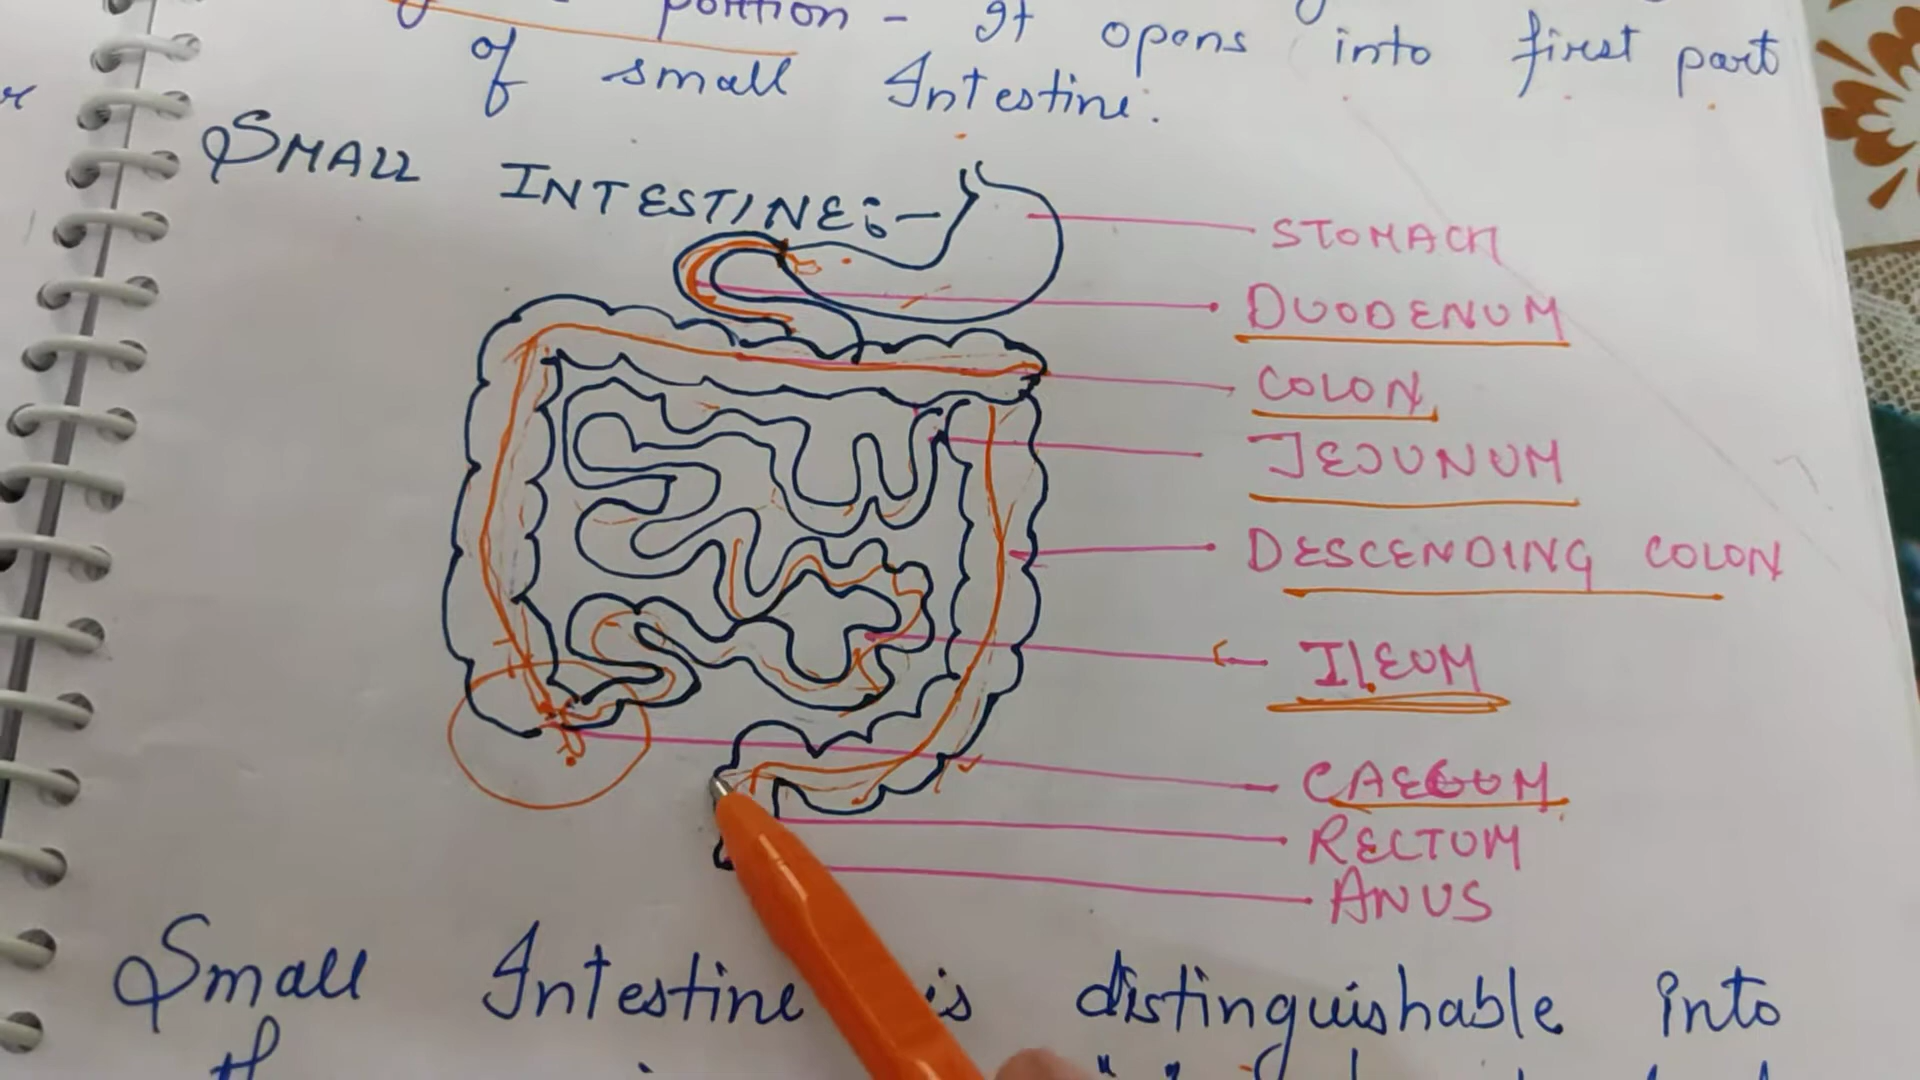 portion - It opens into first part
of small Intestine.
SMALL INTESTINE:-
STOMACH
DUODENUM
COLON
JEJUNUM
DESCENDING COLON
ILEUM
CAECUM
RECTUM
ANUS
Small Intestine is distinguishable into